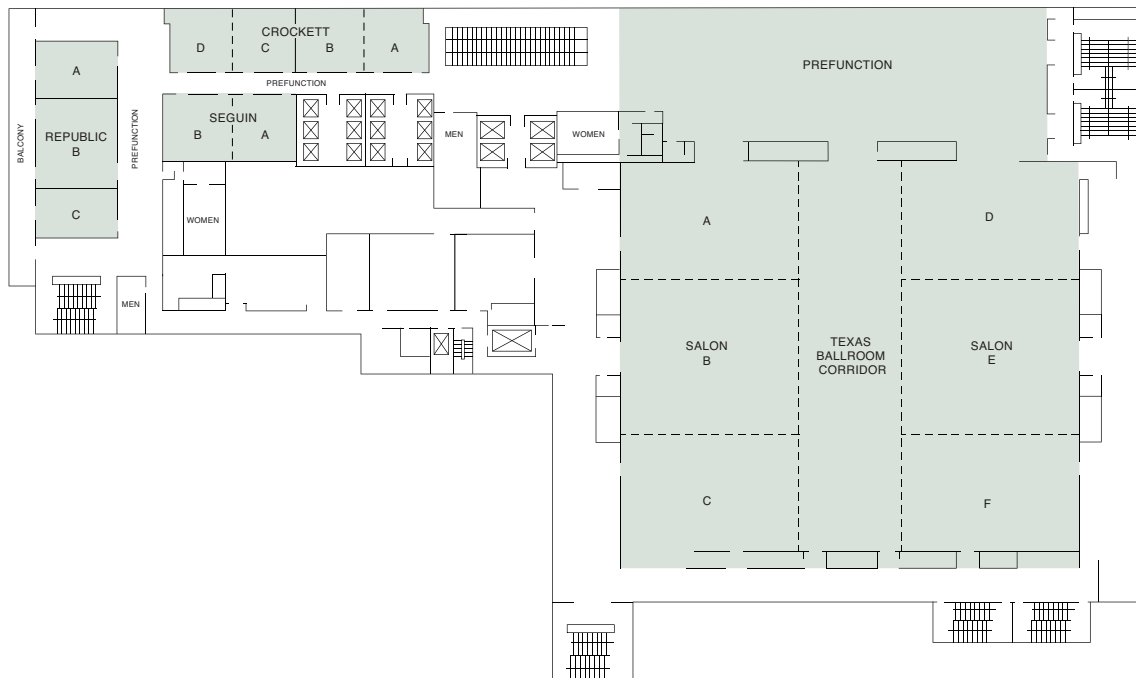 CROCKETT
D
C
B
A
PREFUNCTION
A
REPUBLIC
B
C
BALCONY
PREFUNCTION
SEGUIN
B
A
MEN
WOMEN
WOMEN
MEN
PREFUNCTION
A
D
SALON
B
TEXAS
BALLROOM
CORRIDOR
SALON
E
C
F